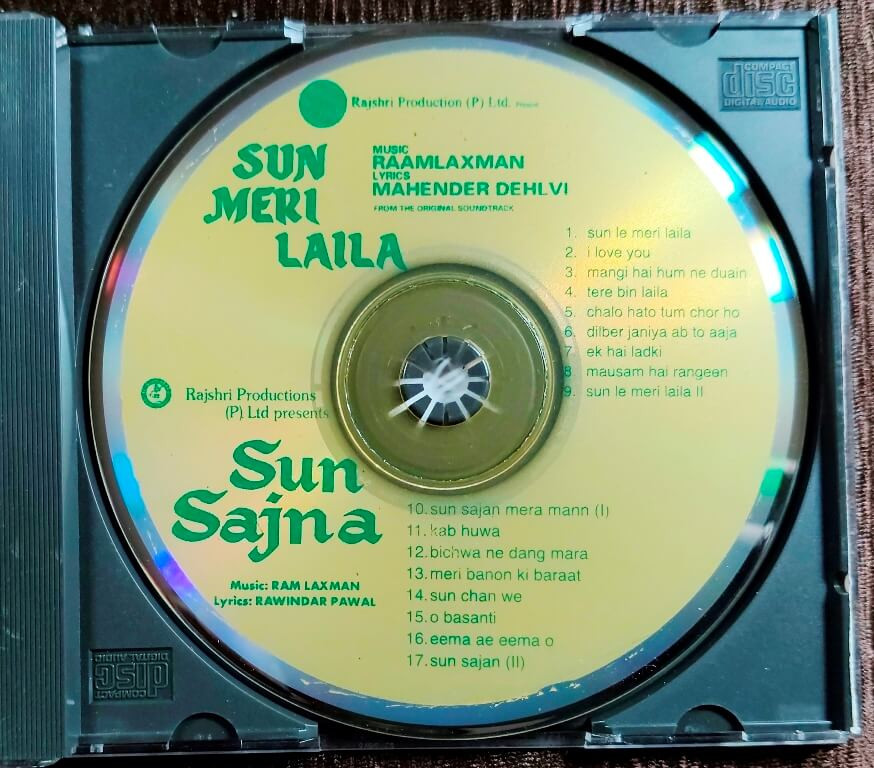 COMPACT
disc
DIGITAL AUDIO
Rajshri Production (P) Ltd. Present
SUN
MERI
LAILA
MUSIC
RAAMLAXMAN
LYRICS
MAHENDER DEHLVI
FROM THE ORIGINAL SOUNDTRACK
1. sun le meri laila
2. i love you
3. mangi hai hum ne duain
4. tere bin laila
5. chalo hato tum chor ho
6. dilber janiya ab to aaja
7. ek hai ladki
8 mausam hai rangeen
9. sun le meri laila II
Rajshri Productions
(P) Ltd presents
Sun
Sajna
Music: RAM LAXMAN
Lyrics: RAWINDAR PAWAL
10. sun sajan mera mann (I)
11. kab huwa
12. bichwa ne dang mara
13. meri banon ki baraat
14. sun chan we
15. o basanti
16. eema ae eema o
17. sun sajan (II)
COMPACT
disc
DIGITAL AUDIO